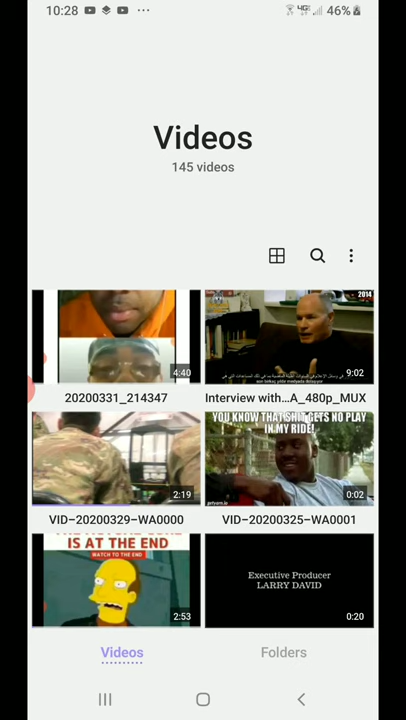 10:28
4G
46%
Videos
145 videos
4:40
2014
9:02
20200331_214347
Interview with...A_480p_MUX
2:19
YOU KNOW THAT SHIT GETS NO PLAY
IN MY RIDE!
0:02
VID-20200329-WA0000
VID-20200325-WA0001
IS AT THE END
WATCH TO THE END
2:53
Executive Producer
LARRY DAVID
0:20
Videos
Folders